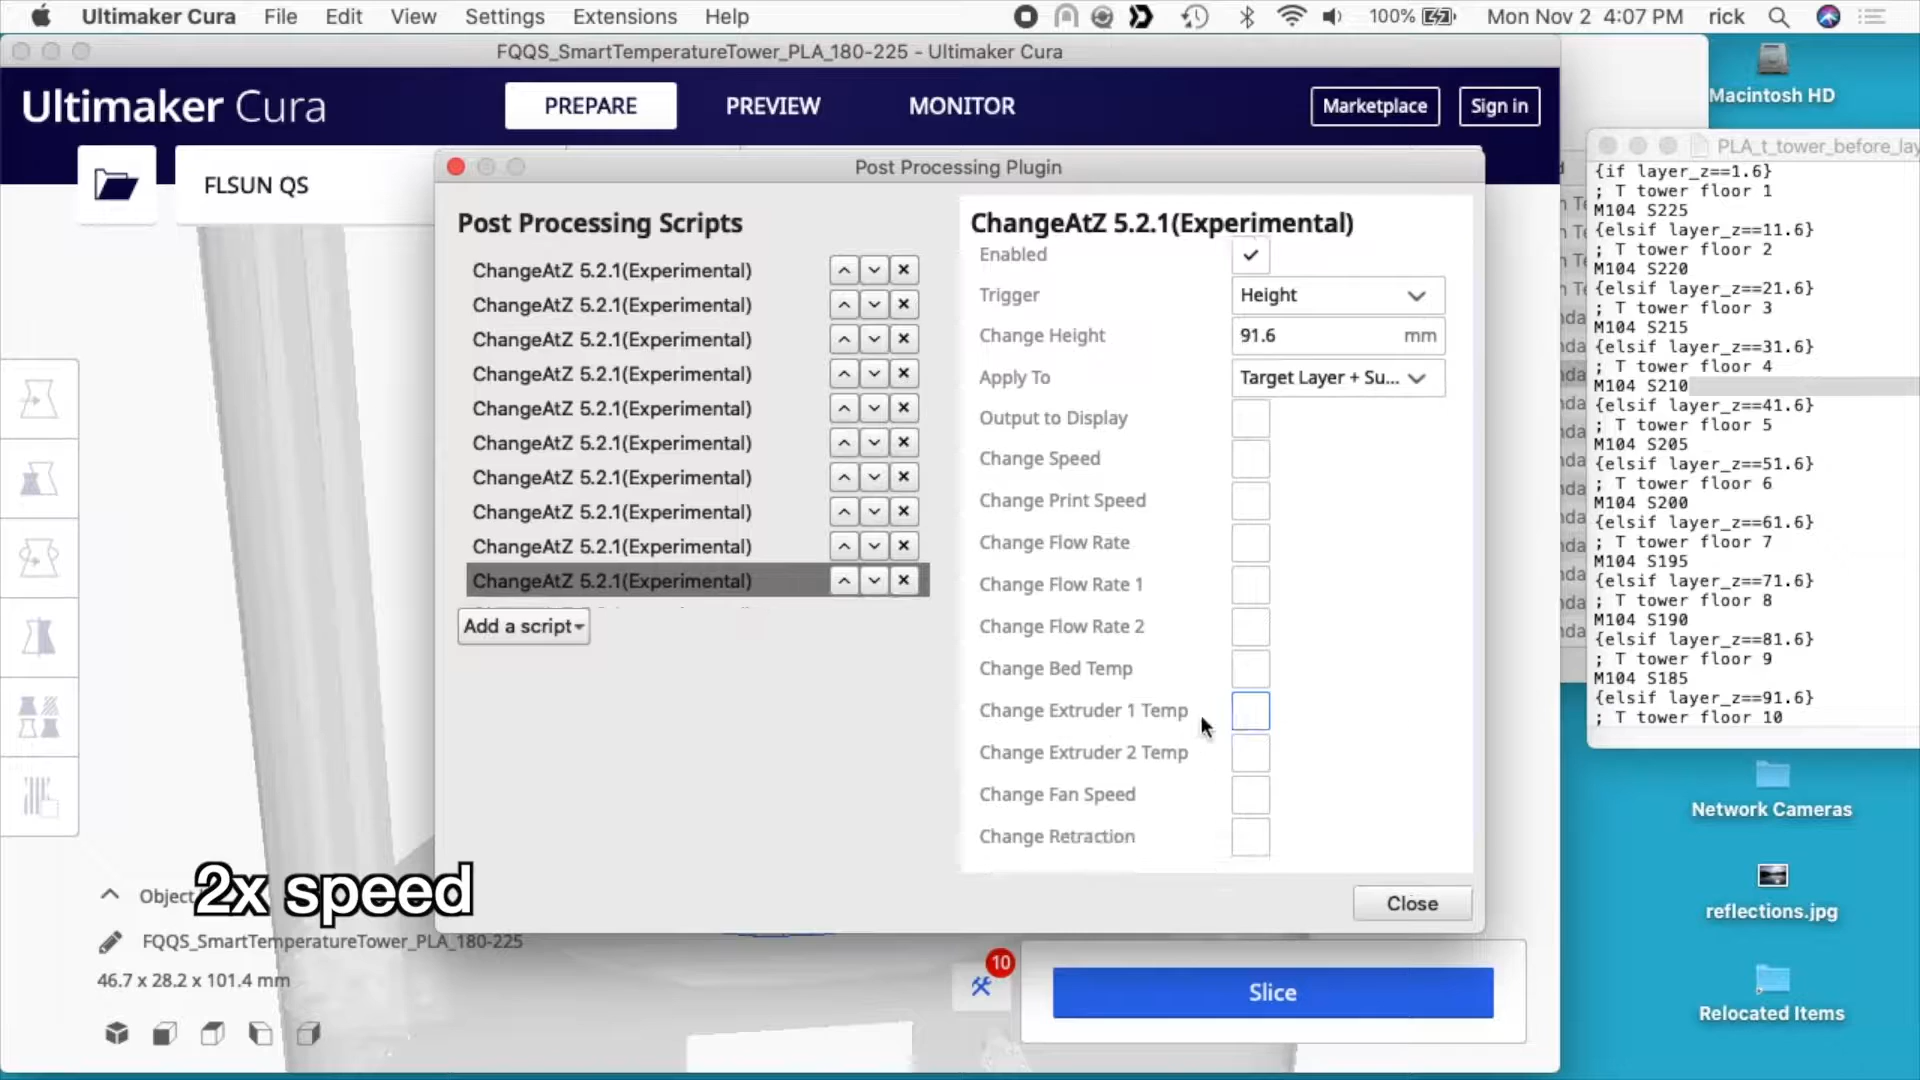 Ultimaker Cura File Edit View Settings Extensions Help 100% Mon Nov 2 4:07 PM rick
FQQS_SmartTemperatureTower_PLA_180-225 - Ultimaker Cura
Ultimaker Cura PREPARE PREVIEW MONITOR Marketplace Sign in
Macintosh HD
FLSUN QS
Post Processing Plugin
Post Processing Scripts
ChangeAtZ 5.2.1(Experimental)
ChangeAtZ 5.2.1(Experimental)
ChangeAtZ 5.2.1(Experimental)
ChangeAtZ 5.2.1(Experimental)
ChangeAtZ 5.2.1(Experimental)
ChangeAtZ 5.2.1(Experimental)
ChangeAtZ 5.2.1(Experimental)
ChangeAtZ 5.2.1(Experimental)
ChangeAtZ 5.2.1(Experimental)
ChangeAtZ 5.2.1(Experimental)
Add a script
ChangeAtZ 5.2.1(Experimental)
Enabled
Trigger Height
Change Height 91.6 mm
Apply To Target Layer + Su...
Output to Display
Change Speed
Change Print Speed
Change Flow Rate
Change Flow Rate 1
Change Flow Rate 2
Change Bed Temp
Change Extruder 1 Temp
Change Extruder 2 Temp
Change Fan Speed
Change Retraction
Close
PLA_t_tower_before_lay
{if layer_z==1.6}
; T tower floor 1
M104 S225
{elsif layer_z==11.6}
; T tower floor 2
M104 S220
{elsif layer_z==21.6}
; T tower floor 3
M104 S215
{elsif layer_z==31.6}
; T tower floor 4
M104 S210
{elsif layer_z==41.6}
; T tower floor 5
M104 S205
{elsif layer_z==51.6}
; T tower floor 6
M104 S200
{elsif layer_z==61.6}
; T tower floor 7
M104 S195
{elsif layer_z==71.6}
; T tower floor 8
M104 S190
{elsif layer_z==81.6}
; T tower floor 9
M104 S185
{elsif layer_z==91.6}
; T tower floor 10
Network Cameras
reflections.jpg
Relocated Items
Object
2x speed
FQQS_SmartTemperatureTower_PLA_180-225
46.7 x 28.2 x 101.4 mm
10
Slice